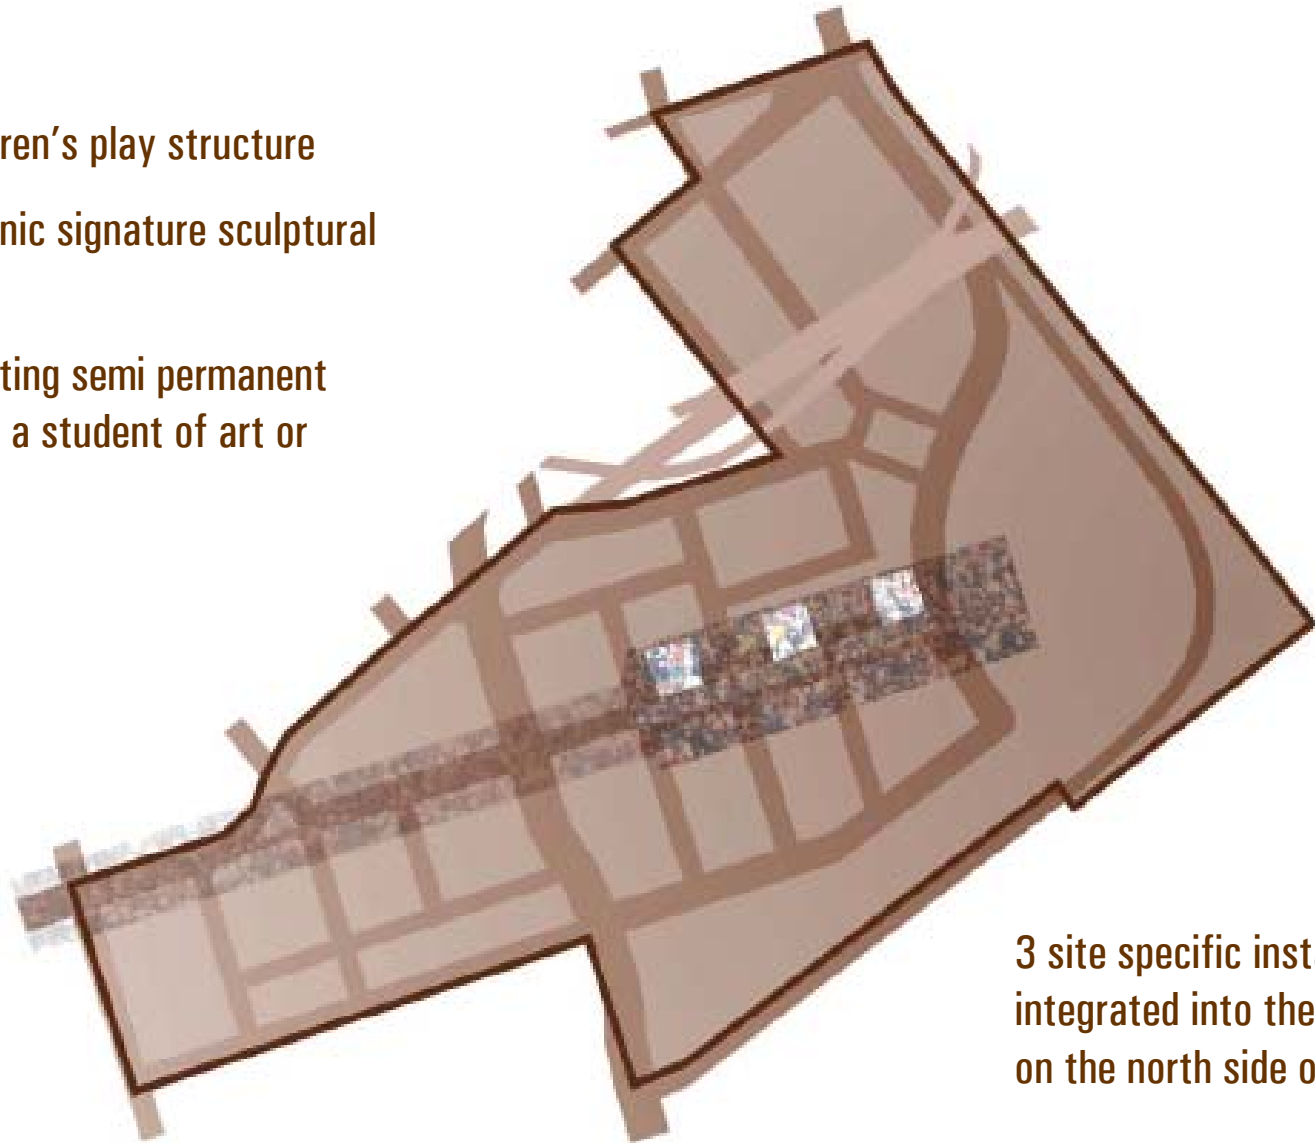 ren’s play structure
nic signature sculptural
ting semi permanent
a student of art or
3 site specific inst
integrated into the
on the north side o